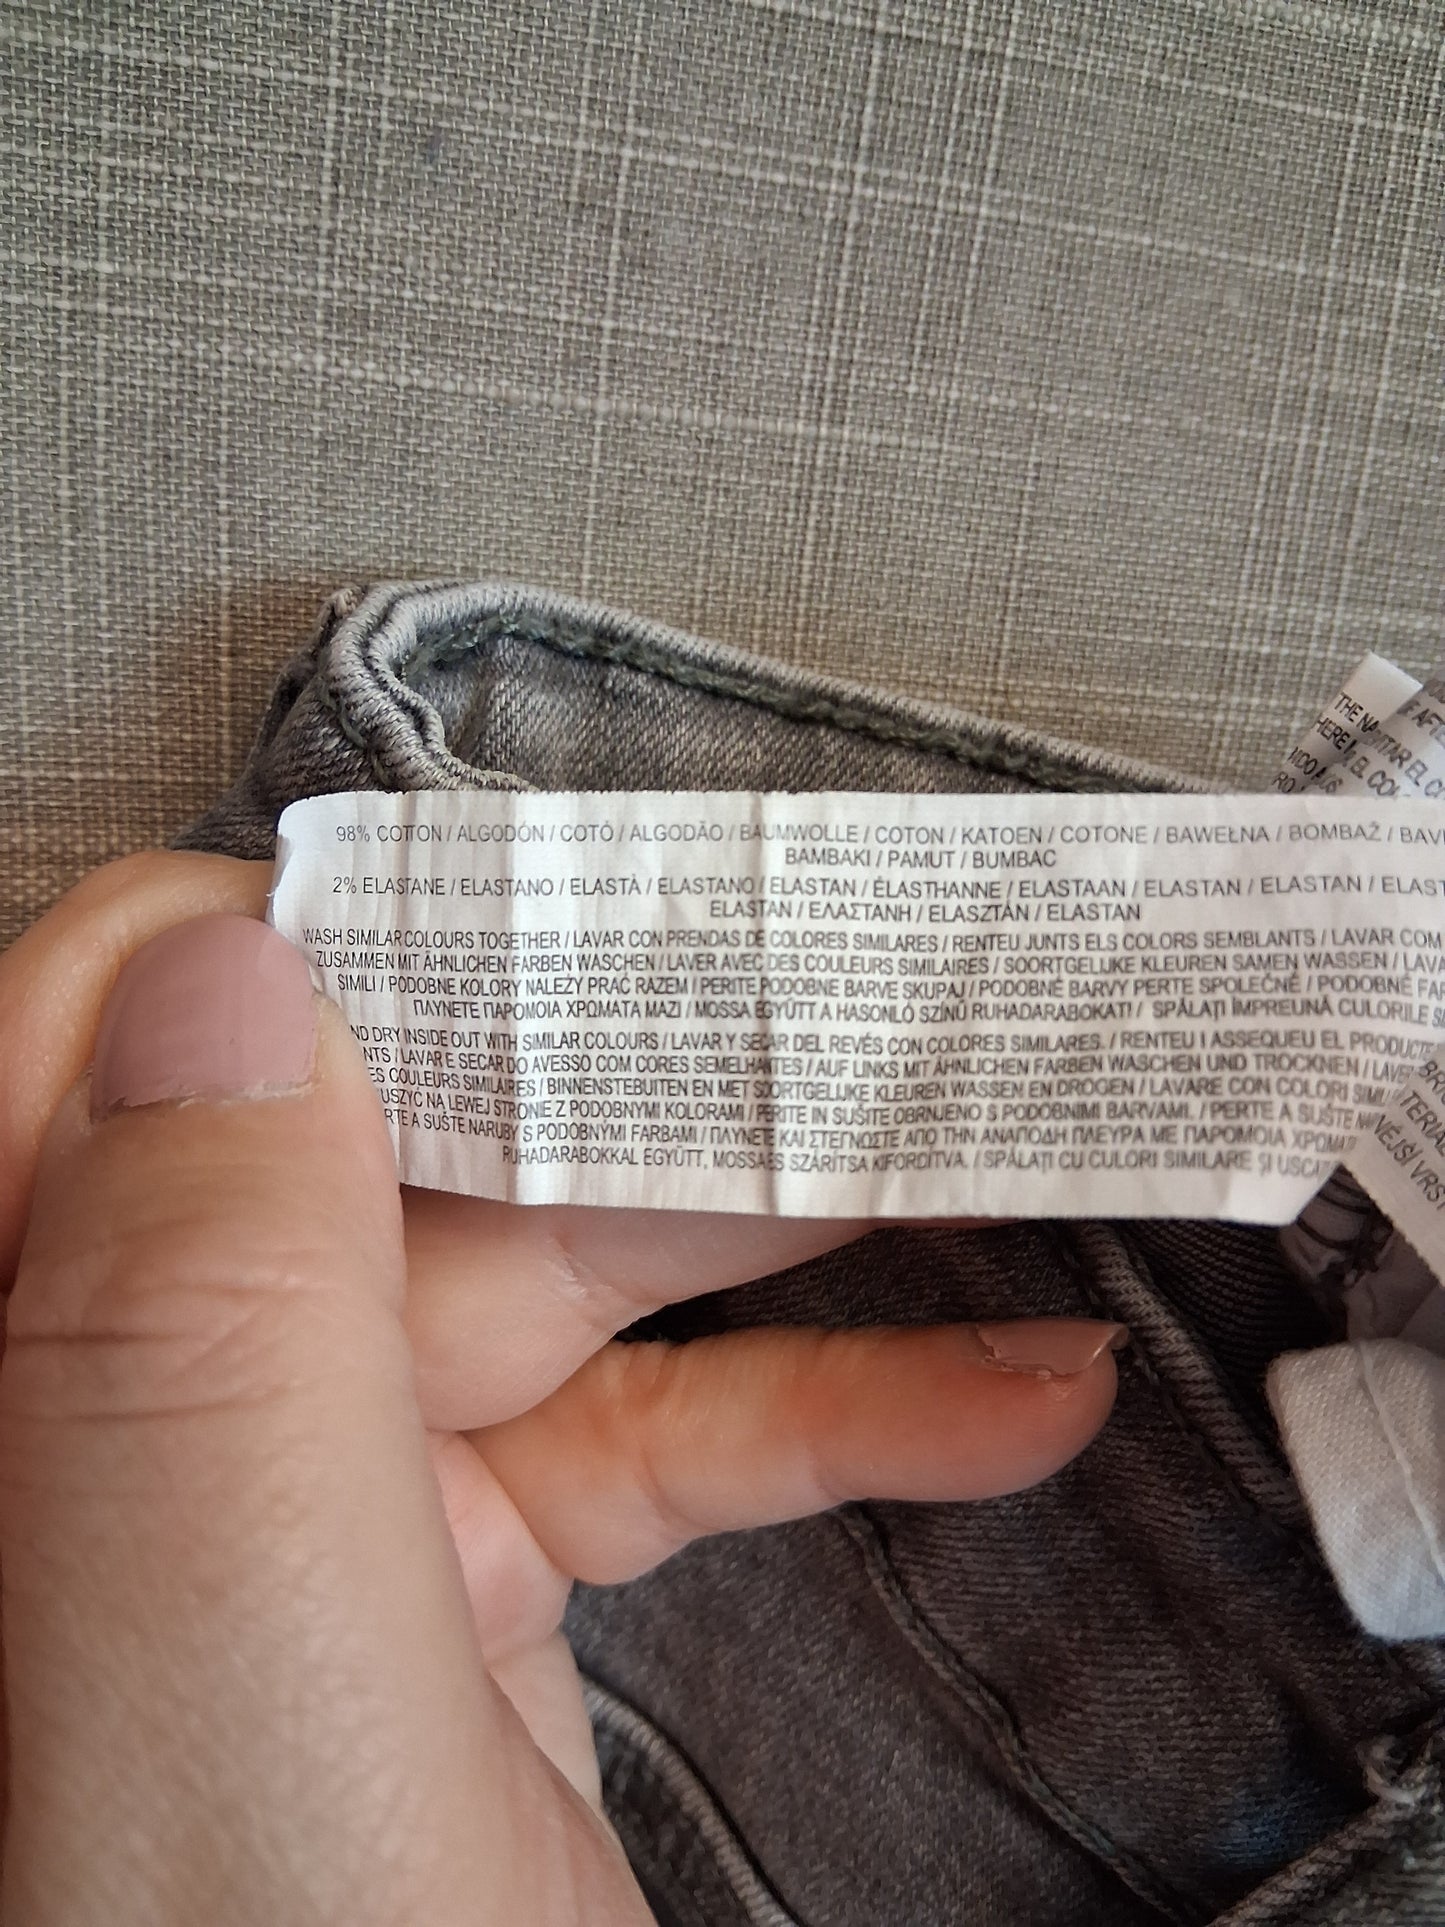 98% COTTON / ALGODÓN / COTÓ / ALGODÃO / BAUMWOLLE / COTON / KATOEN / COTONE / BAWEŁNA / BOMBAŽ /
BAMBAKI / PAMUT / BUMBAC
2% ELASTANE / ELASTANO / ELASTÀ / ELASTANO / ELASTAN / ÉLASTHANNE / ELASTAAN / ELASTAN / ELASTAN /
ELASTAN / ΕΛΑΣΤΑΝΗ / ELASZTÁN / ELASTAN
WASH SIMILAR COLOURS TOGETHER / LAVAR CON PRENDAS DE COLORES SIMILARES / RENTEU JUNTS ELS COLORS SEMBLANTS / LAVAR COM
ZUSAMMEN MIT ÄHNLICHEN FARBEN WASCHEN / LAVER AVEC DES COULEURS SIMILAIRES / SOORTGELIJKE KLEUREN SAMEN WASSEN /
SIMILI / PODOBNE KOLORY NALEŻY PRAĆ RAZEM / PERITE PODOBNE BARVE SKUPAJ / PODOBNÉ BARVY PERTE SPOLEČNĚ / PODOBNÉ
ΠΛΥΝΕΤΕ ΠΑΡΟΜΟΙΑ ΧΡΩΜΑΤΑ ΜΑΖΙ / MOSSA EGYÜTT A HASONLÓ SZÍNŰ RUHADARABOKAT! / SPĂLAȚI ÎMPREUNĂ CULORILE
DRY INSIDE OUT WITH SIMILAR COLOURS / LAVAR Y SECAR DEL REVÉS CON COLORES SIMILARES. / RENTEU I ASSEQUEU EL PRODUCTE
/ LAVAR E SECAR DO AVESSO COM CORES SEMELHANTES / AUF LINKS MIT ÄHNLICHEN FARBEN WASCHEN UND TROCKNEN /
COULEURS SIMILAIRES / BINNENSTEBUITEN EN MET SOORTGELIJKE KLEUREN WASSEN EN DROGEN / LAVARE CON COLORI
NA LEWEJ STRONIE Z PODOBNYMI KOLORAMI / PERITE IN SUŠITE OBRNJENO S PODOBNIMI BARVAMI. / PERTE A SUŠTE
A SUŠTE NARUBY S PODOBNÝMI FARBAMI / ΠΛΥΝΕΤΕ ΚΑΙ ΣΤΕΓΝΩΣΤΕ ΑΠΟ ΤΗΝ ΑΝΑΠΟΔΗ ΠΛΕΥΡΑ ΜΕ ΠΑΡΟΜΟΙΑ
RUHADARABOKKAL EGYÜTT, MOSSA ÉS SZÁRÍTSA KIFORDÍTVA. / SPĂLAȚI CU CULORI SIMILARE ȘI